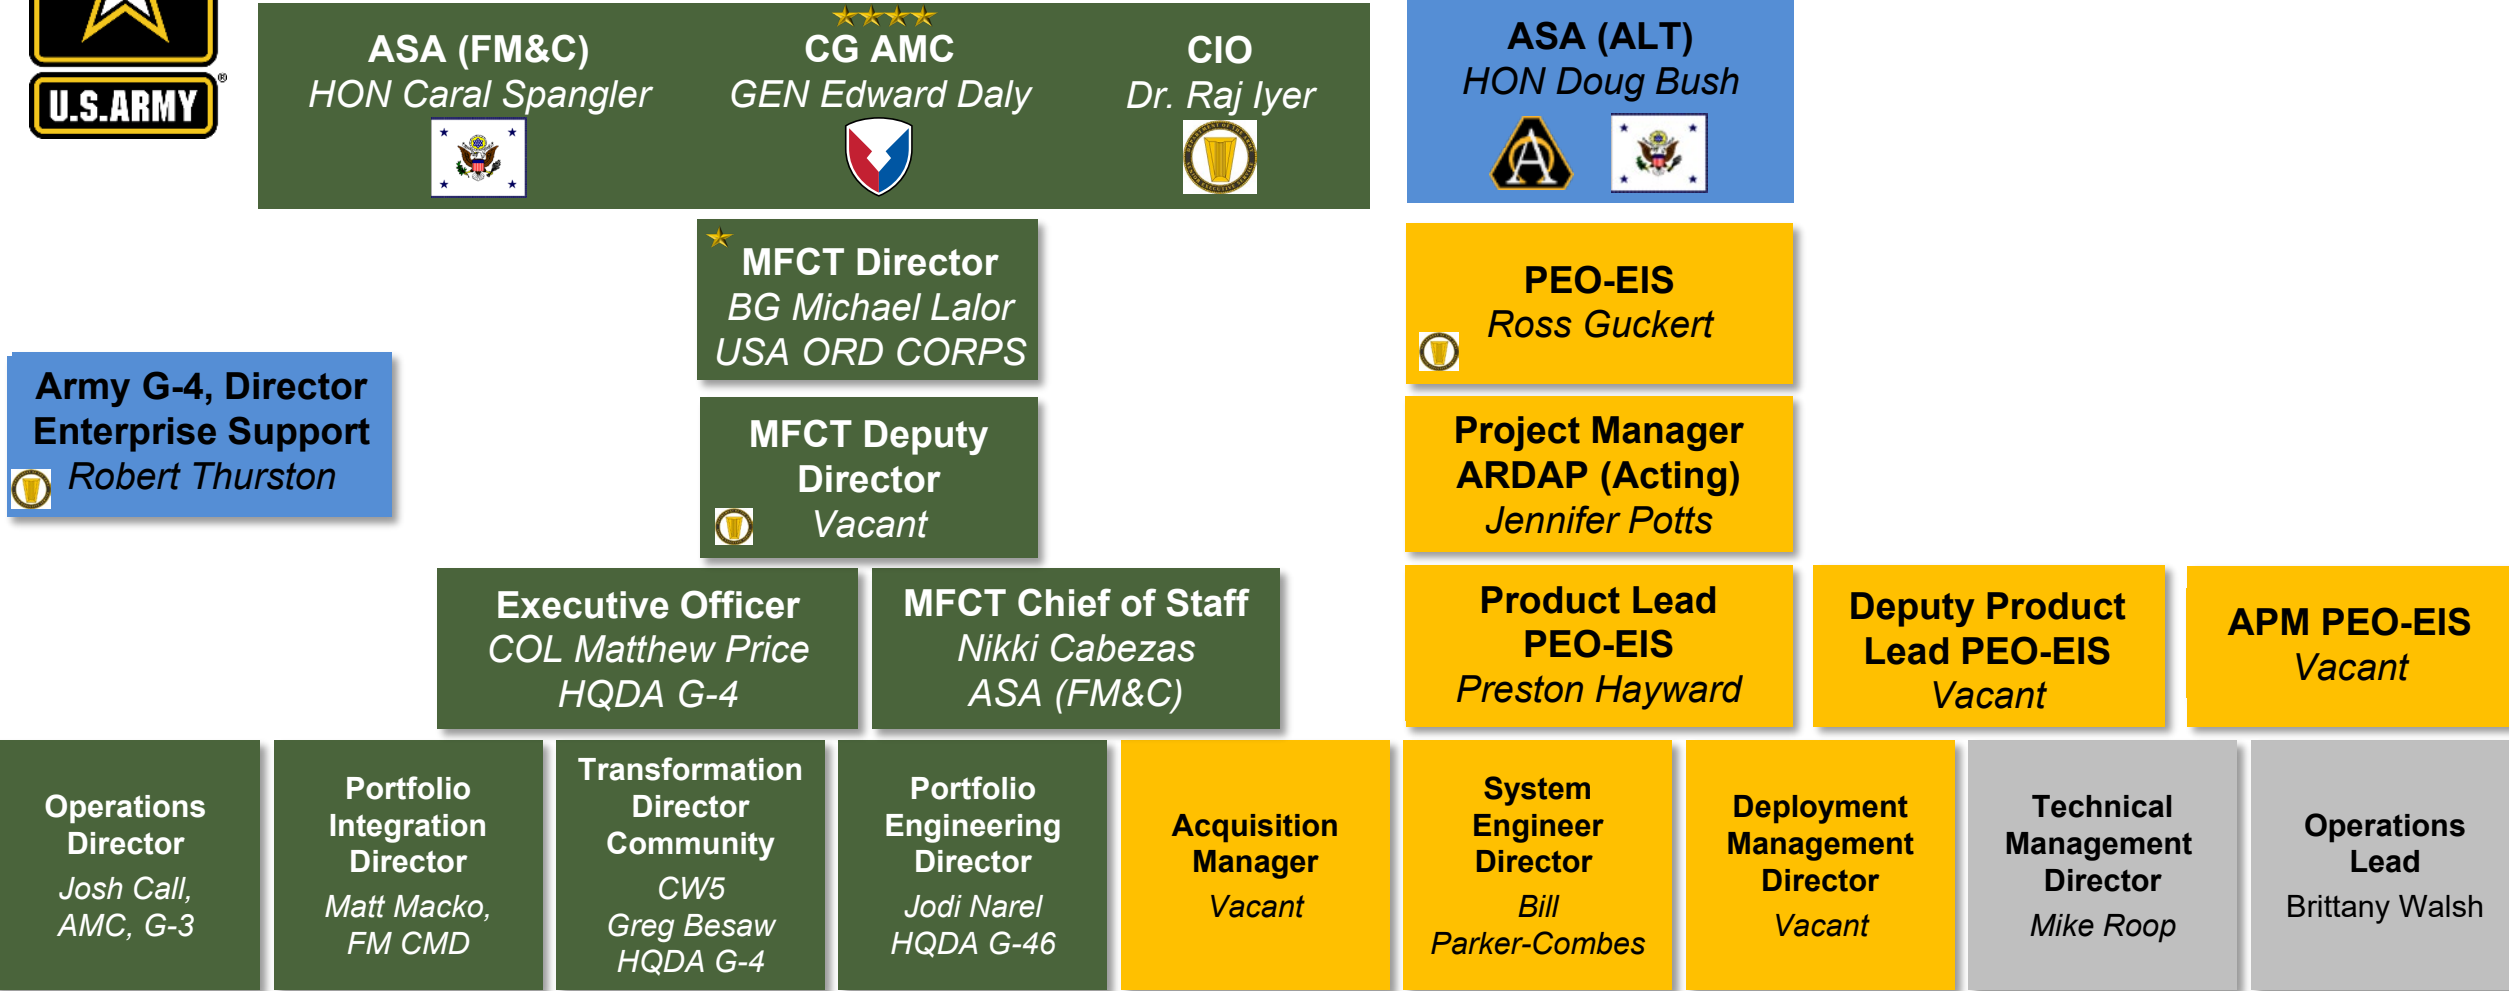 U.S.ARMY
®
ASA (FM&C)
HON Caral Spangler
CG AMC
GEN Edward Daly
CIO
Dr. Raj Iyer
ASA (ALT)
HON Doug Bush
MFCT Director
BG Michael Lalor
USA ORD CORPS
PEO-EIS
Ross Guckert
Army G-4, Director
Enterprise Support
Robert Thurston
MFCT Deputy
Director
Vacant
Project Manager
ARDAP (Acting)
Jennifer Potts
Executive Officer
COL Matthew Price
HQDA G-4
MFCT Chief of Staff
Nikki Cabezas
ASA (FM&C)
Product Lead
PEO-EIS
Preston Hayward
Deputy Product
Lead PEO-EIS
Vacant
APM PEO-EIS
Vacant
Operations
Director
Josh Call,
AMC, G-3
Portfolio
Integration
Director
Matt Macko,
FM CMD
Transformation
Director
Community
CW5
Greg Besaw
HQDA G-4
Portfolio
Engineering
Director
Jodi Narel
HQDA G-46
Acquisition
Manager
Vacant
System
Engineer
Director
Bill
Parker-Combes
Deployment
Management
Director
Vacant
Technical
Management
Director
Mike Roop
Operations
Lead
Brittany Walsh